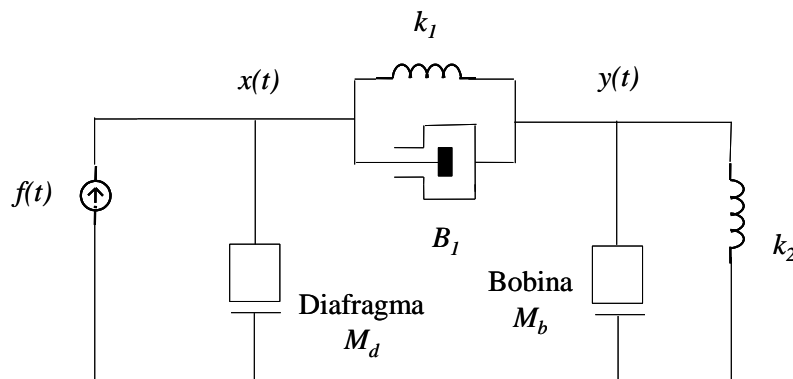 k1
x(t)
y(t)
f(t)
B1
k2
Diafragma
Md
Bobina
Mb